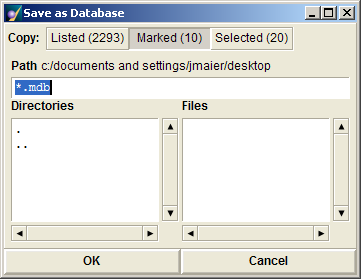 Save as Database
Copy: Listed (2293) Marked (10) Selected (20)
Path c:/documents and settings/jmaier/desktop
*.mdb
Directories Files
.
..
OK Cancel